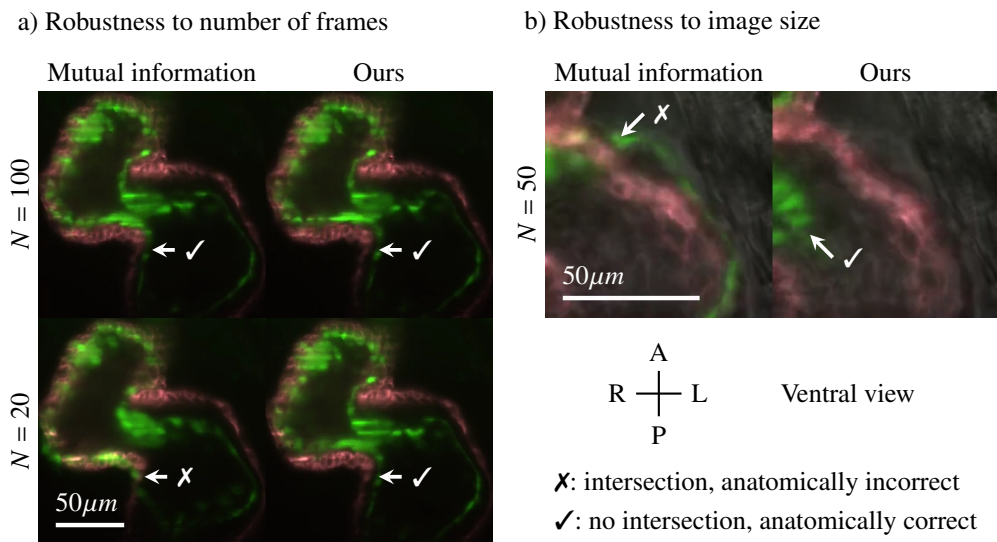 a) Robustness to number of frames
Mutual information Ours
N = 100
✓ ✓
N = 20
✗ ✓
50μm
b) Robustness to image size
Mutual information Ours
N = 50
✗
✓
50μm
A
R L
P
Ventral view
✗: intersection, anatomically incorrect
✓: no intersection, anatomically correct